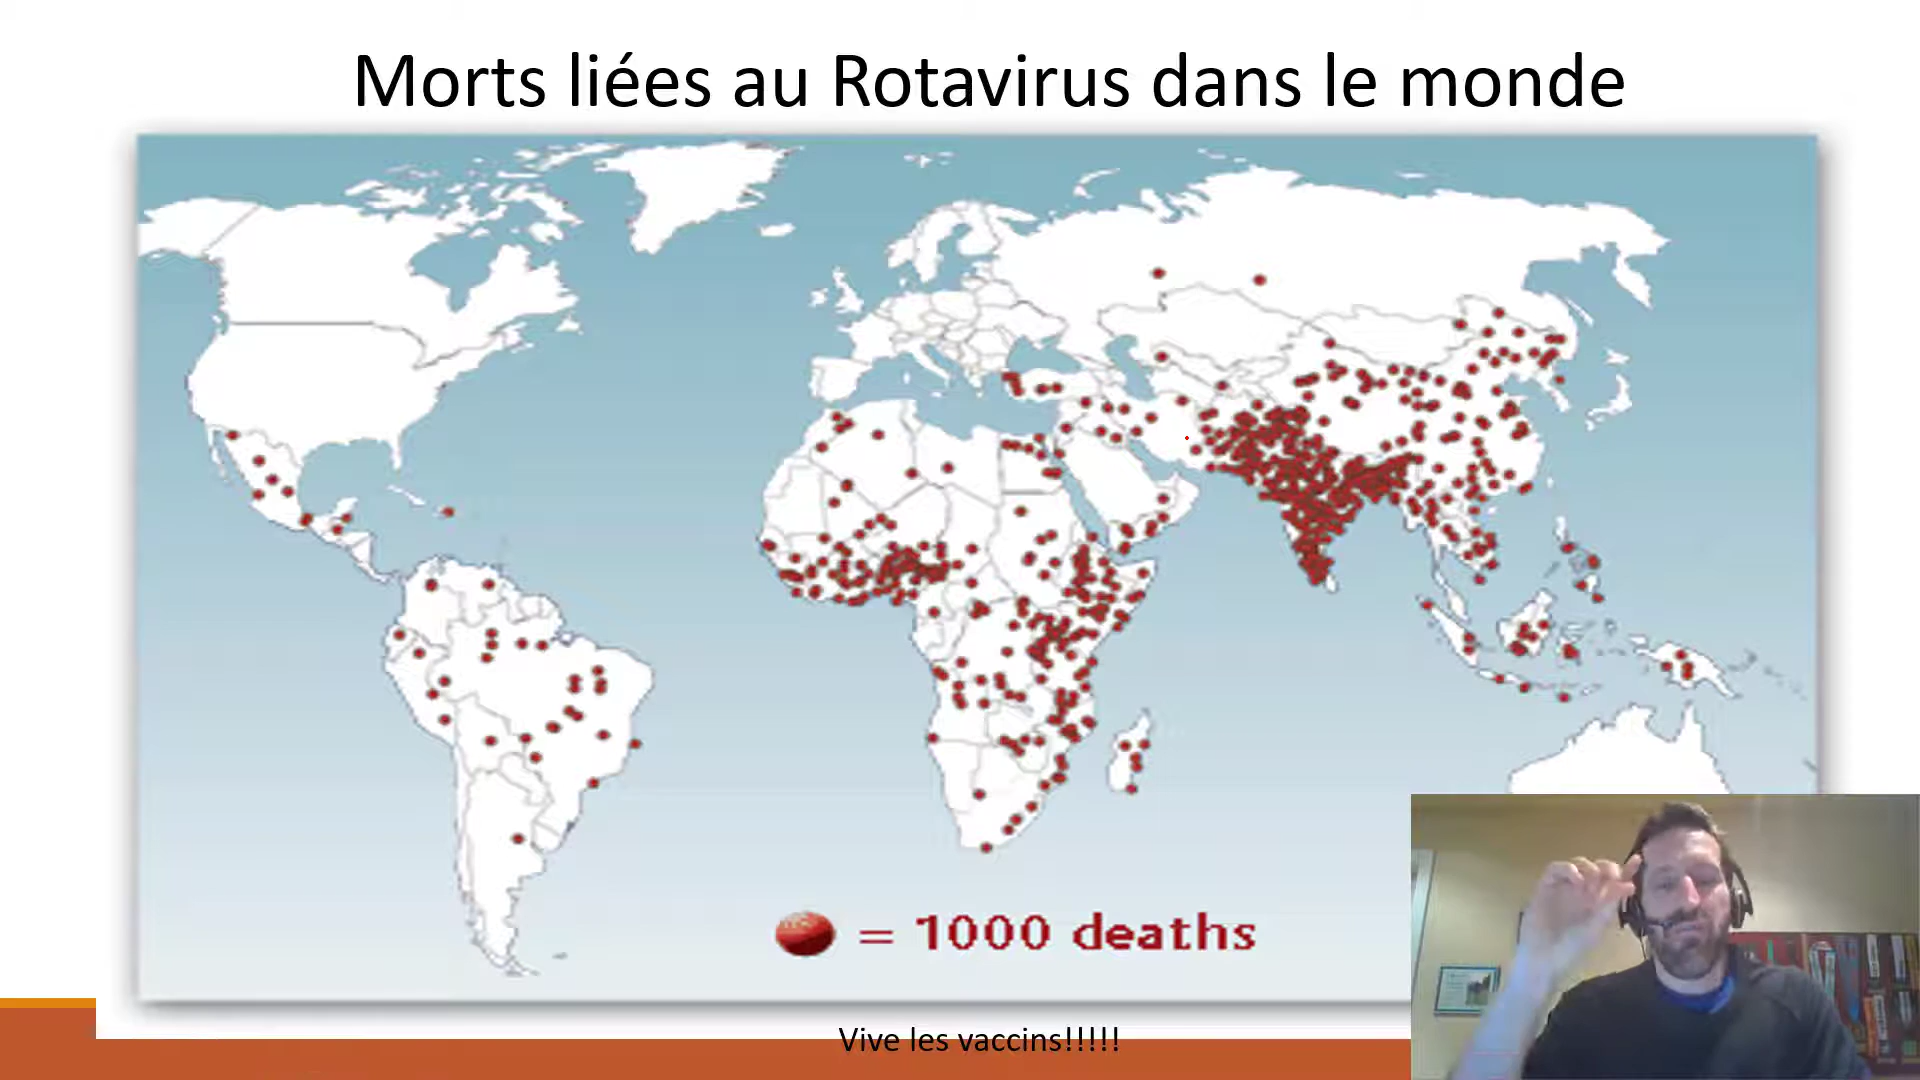 Morts liées au Rotavirus dans le monde
= 1000 deaths
Vive les vaccins!!!!!